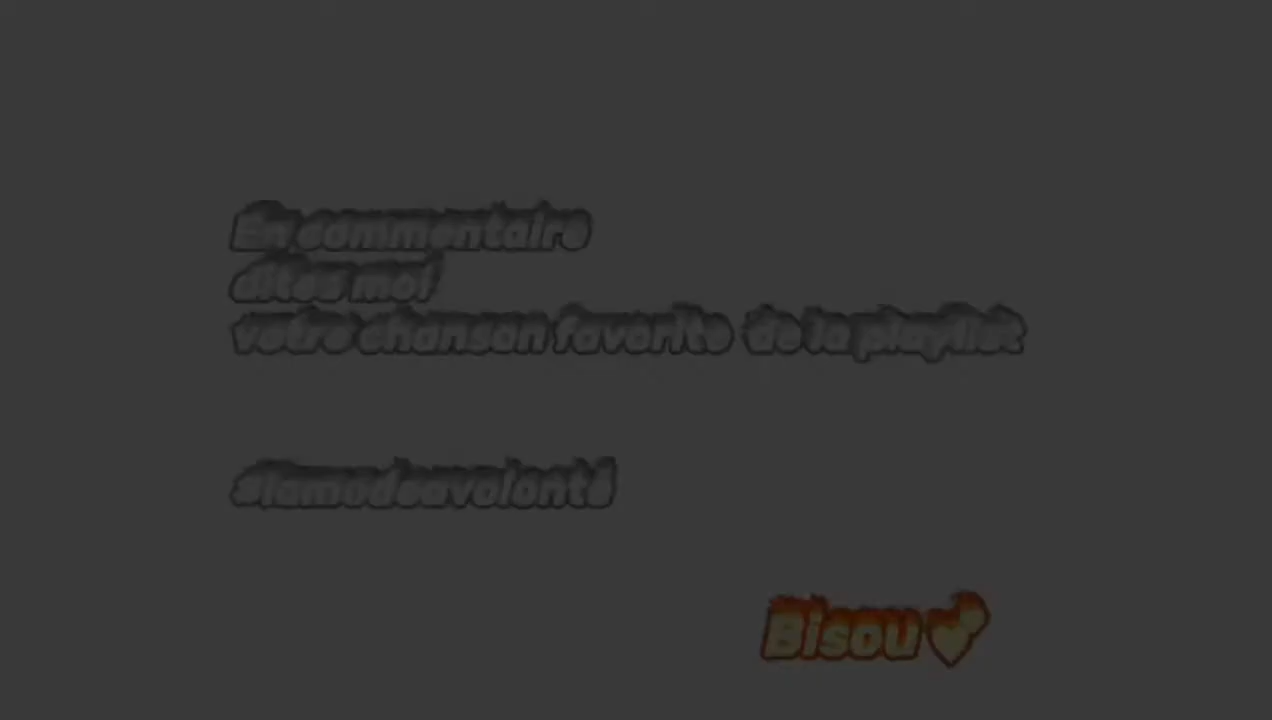 En commentaire
dites moi
votre chanson favorite de la playlist
#lamodeavolonté
Bisou💕